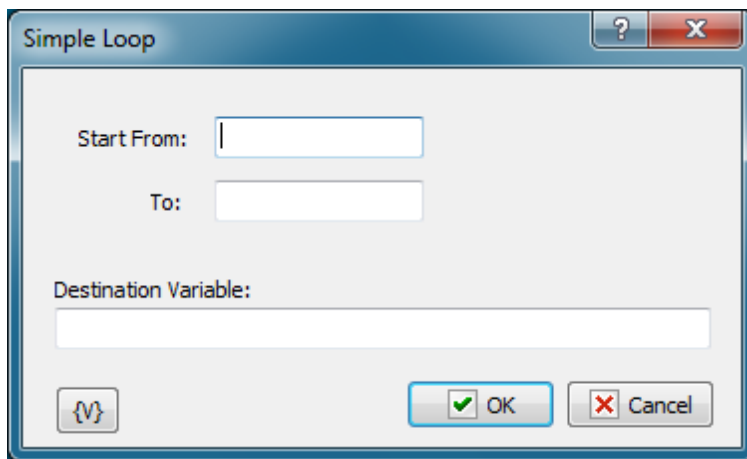 Simple Loop
?
Start From:
To:
Destination Variable:
{V}
OK
Cancel